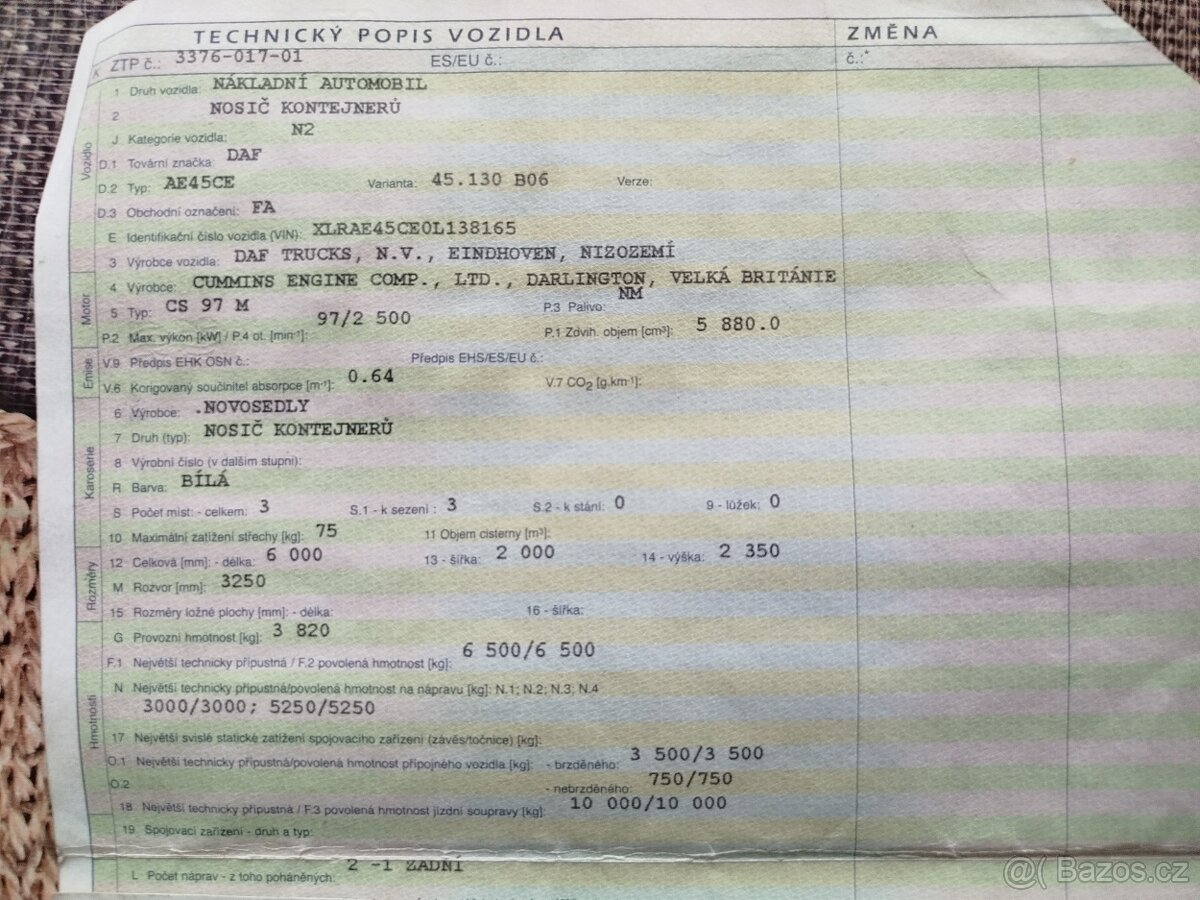 TECHNICKÝ POPIS VOZIDLA ZMĚNA
K ZTP č.: 3376-017-01 ES/EU č.: č.:*
1 Druh vozidla: NÁKLADNÍ AUTOMOBIL
2 NOSIČ KONTEJNERŮ
J Kategorie vozidla: N2
Vozidlo
D.1 Tovární značka DAF
D.2 Typ: AE45CE Varianta: 45.130 B06 Verze:
D.3 Obchodní označení: FA
E Identifikační číslo vozidla (VIN): XLRAE45CE0L138165
3 Výrobce vozidla: DAF TRUCKS, N.V., EINDHOVEN, NIZOZEMÍ
Motor
4 Výrobce: CUMMINS ENGINE COMP., LTD., DARLINGTON, VELKÁ BRITÁNIE
5 Typ: CS 97 M P.3 Palivo: NM
P.2 Max. výkon [kW] / P.4 ot. [min⁻¹]: 97/2 500 P.1 Zdvih. objem [cm³]: 5 880.0
Emise
V.9 Předpis EHK OSN č.: Předpis EHS/ES/EU č.:
V.6 Korigovaný součinitel absorpce [m⁻¹]: 0.64 V.7 CO₂ [g.km⁻¹]:
Karoserie
6 Výrobce: .NOVOSEDLY
7 Druh (typ): NOSIČ KONTEJNERŮ
8 Výrobní číslo (v dalším stupni):
R Barva: BÍLÁ
S Počet míst: - celkem: 3 S.1 - k sezení : 3 S.2 - k stání: 0 9 - lůžek: 0
10 Maximální zatížení střechy [kg]: 75 11 Objem cisterny [m³]:
Rozměry
12 Celková [mm]: - délka: 6 000 13 - šířka: 2 000 14 - výška: 2 350
M Rozvor [mm]: 3250
15 Rozměry ložné plochy [mm]: - délka: 16 - šířka:
Hmotnosti
G Provozní hmotnost [kg]: 3 820
F.1 Největší technicky přípustná / F.2 povolená hmotnost [kg]: 6 500/6 500
N Největší technicky přípustná/povolená hmotnost na nápravu [kg]: N.1; N.2; N.3; N.4
3000/3000; 5250/5250
17 Největší svislé statické zatížení spojovacího zařízení (závěs/točnice) [kg]:
O.1 Největší technicky přípustná/povolená hmotnost přípojného vozidla [kg]: - brzděného: 3 500/3 500
O.2 - nebrzděného: 750/750
18 Největší technicky přípustná / F.3 povolená hmotnost jízdní soupravy [kg]: 10 000/10 000
19 Spojovací zařízení - druh a typ:
L Počet náprav - z toho poháněných: 2 -1 ZADNÍ
@( Bazos.cz